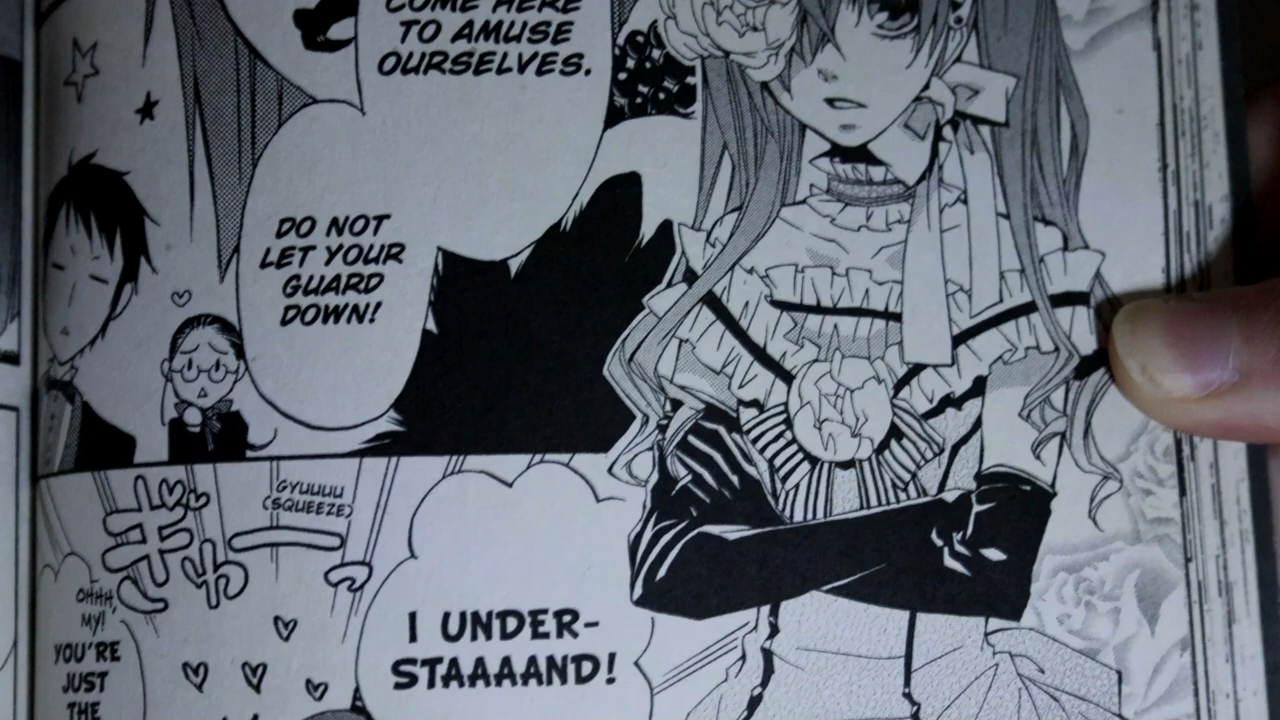 COME HERE
TO AMUSE
OURSELVES.
DO NOT
LET YOUR
GUARD
DOWN!
ぎゅー
GYUUUU
(SQUEEZE)
I UNDER-
STAAAAND!
OHHH,
MY!
YOU'RE
JUST
THE